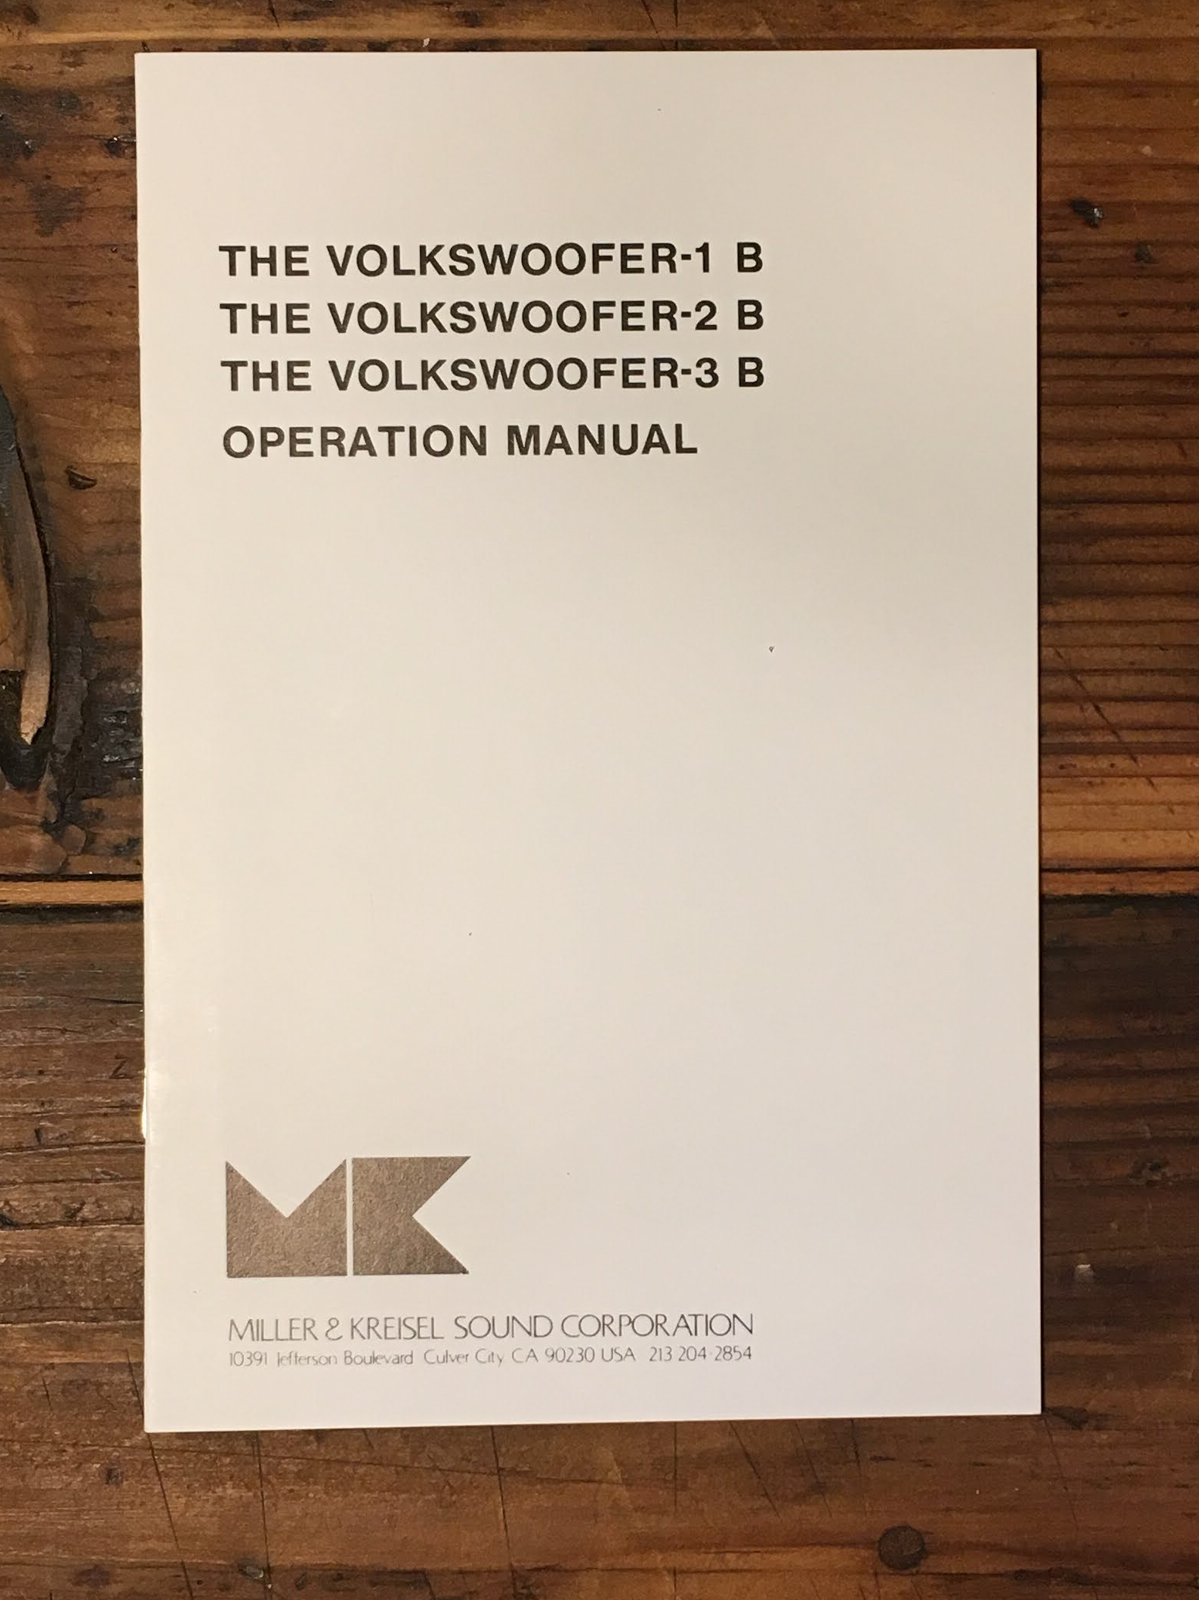 THE VOLKSWOOFER-1 B
THE VOLKSWOOFER-2 B
THE VOLKSWOOFER-3 B
OPERATION MANUAL
MK
MILLER & KREISEL SOUND CORPORATION
10391 Jefferson Boulevard Culver City CA 90230 USA 213 204-2854